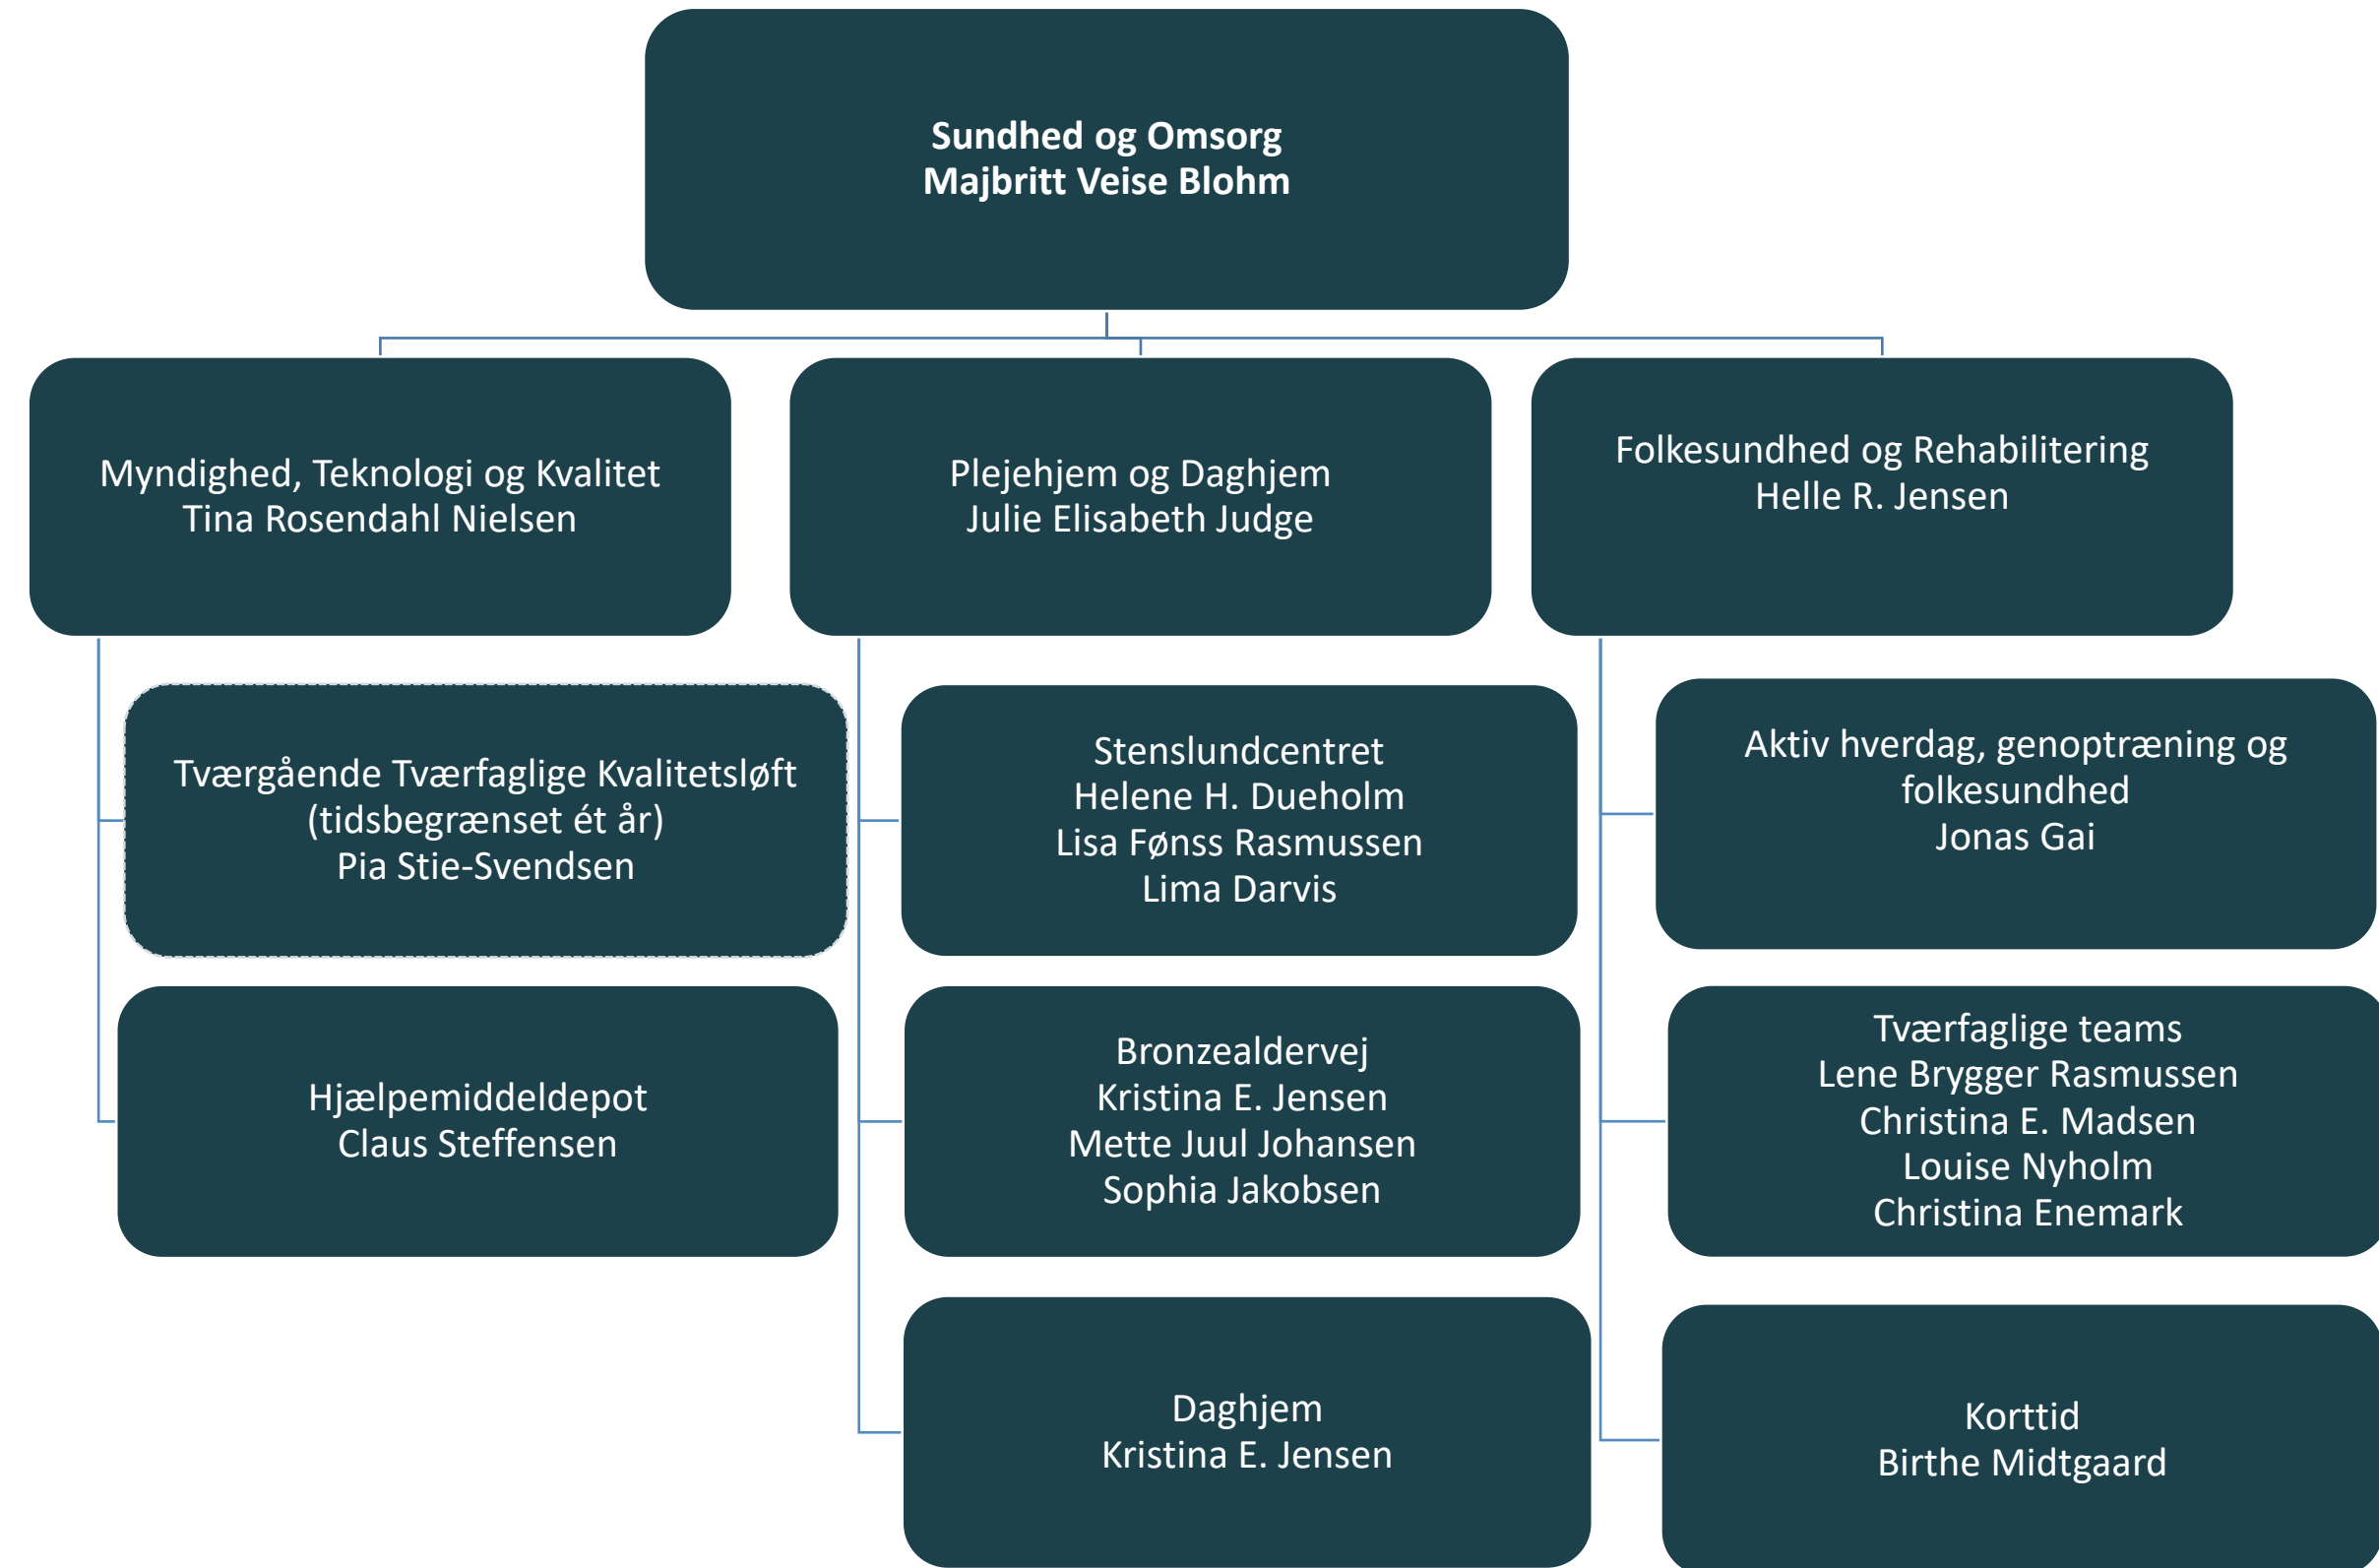 Sundhed og Omsorg
Majbritt Veise Blohm
Myndighed, Teknologi og Kvalitet
Tina Rosendahl Nielsen
Plejehjem og Daghjem
Julie Elisabeth Judge
Folkesundhed og Rehabilitering
Helle R. Jensen
Tværgående Tværfaglige Kvalitetsløft
(tidsbegrænset ét år)
Pia Stie-Svendsen
Stenslundcentret
Helene H. Dueholm
Lisa Fønss Rasmussen
Lima Darvis
Aktiv hverdag, genoptræning og
folkesundhed
Jonas Gai
Hjælpemiddeldepot
Claus Steffensen
Bronzealdervej
Kristina E. Jensen
Mette Juul Johansen
Sophia Jakobsen
Tværfaglige teams
Lene Brygger Rasmussen
Christina E. Madsen
Louise Nyholm
Christina Enemark
Daghjem
Kristina E. Jensen
Korttid
Birthe Midtgaard